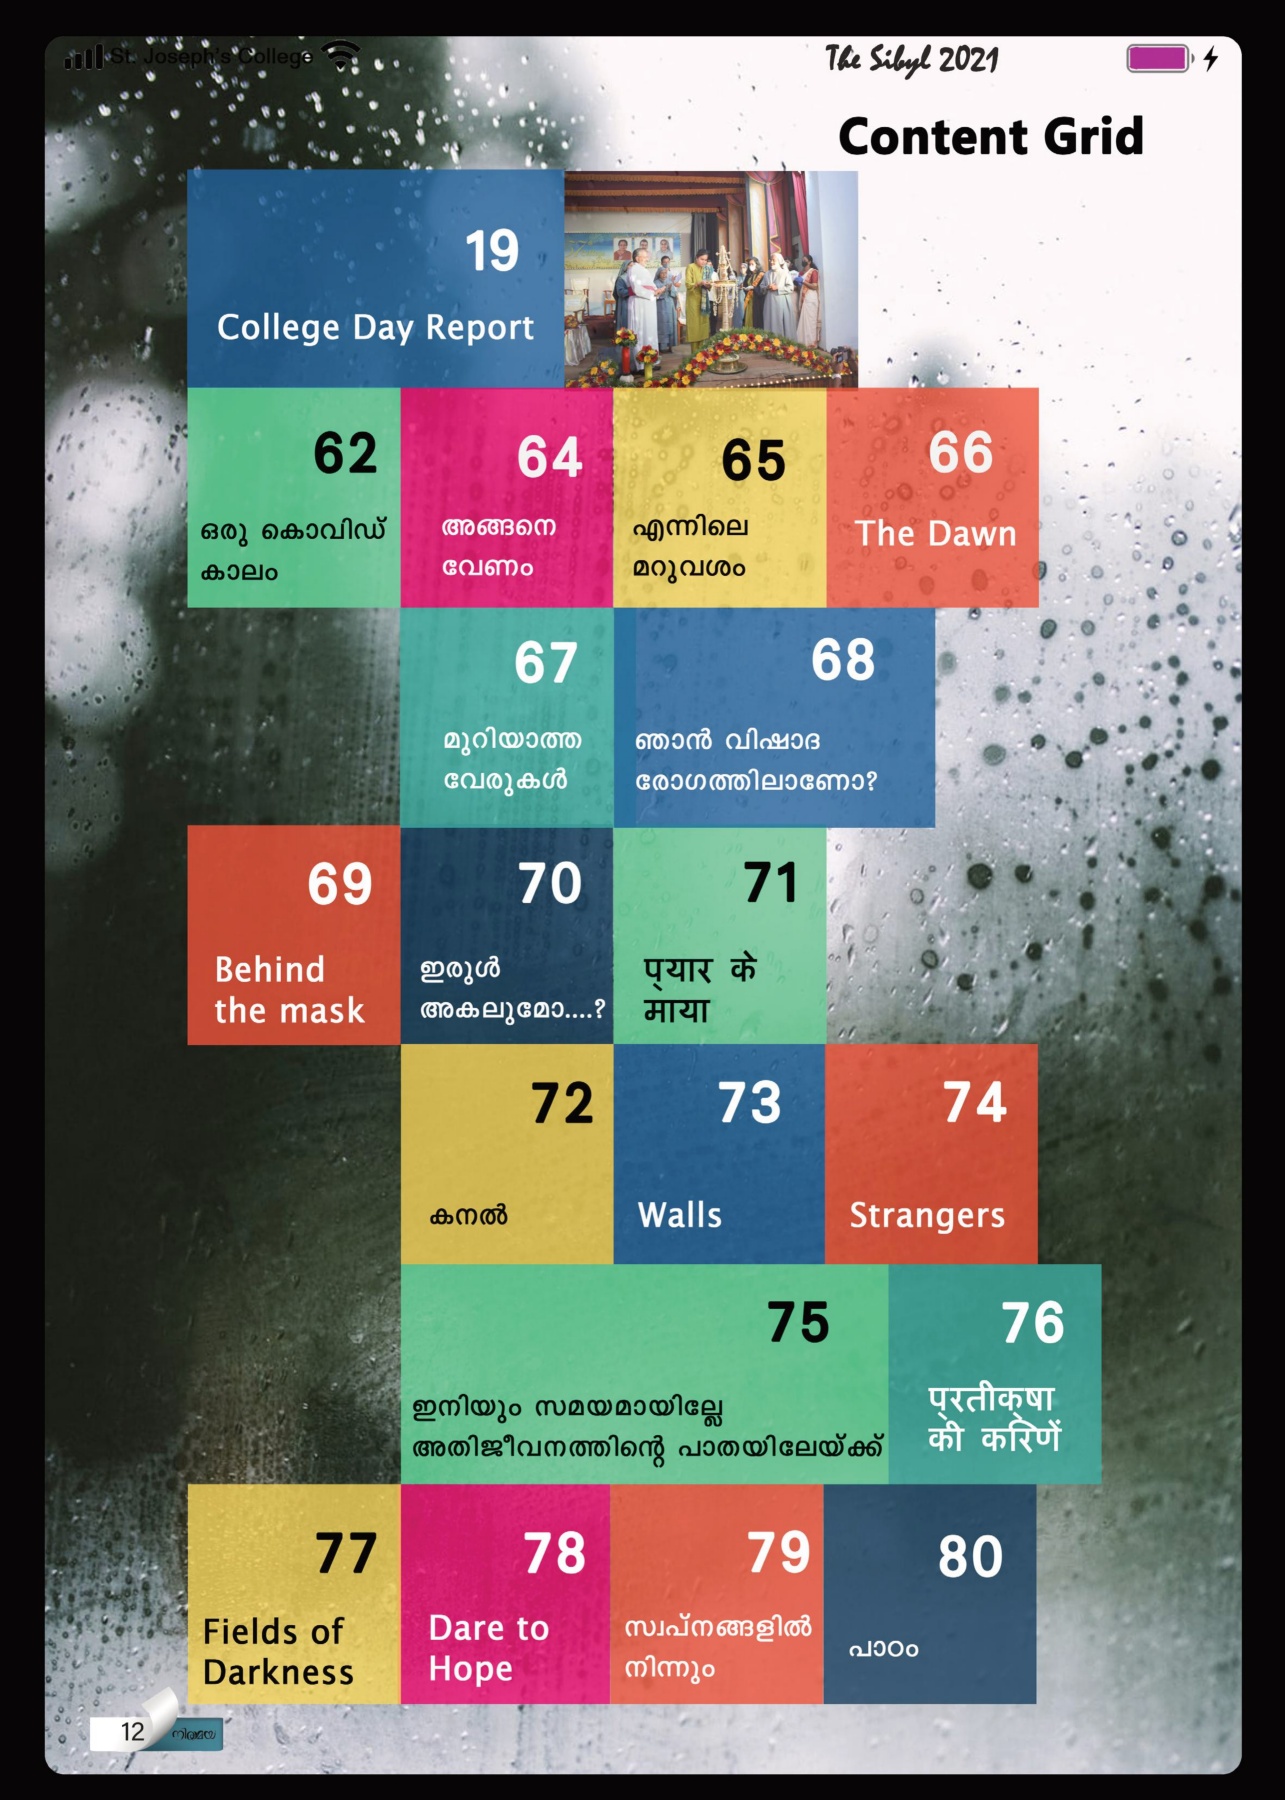 St. Joseph's College
The Sibyl 2021
Content Grid
19
College Day Report
62
ഒരു കൊവിഡ്
കാലം
64
അങ്ങനെ
വേണം
65
എന്നിലെ
മറുവശം
66
The Dawn
67
മുറിയാത്ത
വേരുകൾ
68
ഞാൻ വിഷാദ
രോഗത്തിലാണോ?
69
Behind
the mask
70
ഇരുൾ
അകലുമോ....?
71
प्‌यार के
माया
72
കനൽ
73
Walls
74
Strangers
75
ഇനിയും സമയമായില്ലേ
അതിജീവനത്തിന്റെ പാതയിലേയ്ക്ക്
76
प्‌रतीक्‌षा
की करिणें
77
Fields of
Darkness
78
Dare to
Hope
79
സ്വപ്നങ്ങളിൽ
നിന്നും
80
പാഠം
12